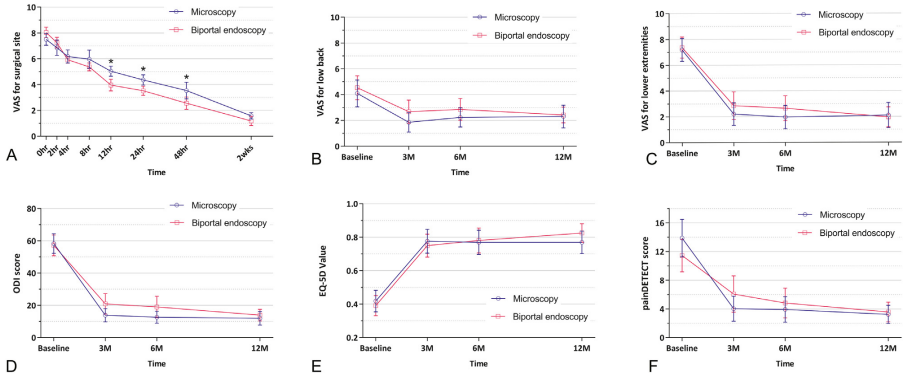 Microscopy
Biportal endoscopy
VAS for surgical site
10
8
6
4
2
0
*
*
*
0hr
2hr
4hr
8hr
12hr
24hr
48hr
2wks
Time
A
Microscopy
Biportal endoscopy
VAS for low back
10
8
6
4
2
0
Baseline
3M
6M
12M
Time
B
Microscopy
Biportal endoscopy
VAS for lower extremities
10
8
6
4
2
0
Baseline
3M
6M
12M
Time
C
Microscopy
Biportal endoscopy
ODI score
80
60
40
20
0
Baseline
3M
6M
12M
Time
D
EQ-5D Value
1.0
0.8
0.6
0.4
0.2
Microscopy
Biportal endoscopy
Baseline
3M
6M
12M
Time
E
Microscopy
Biportal endoscopy
painDETECT score
16
12
8
4
0
Baseline
3M
6M
12M
Time
F